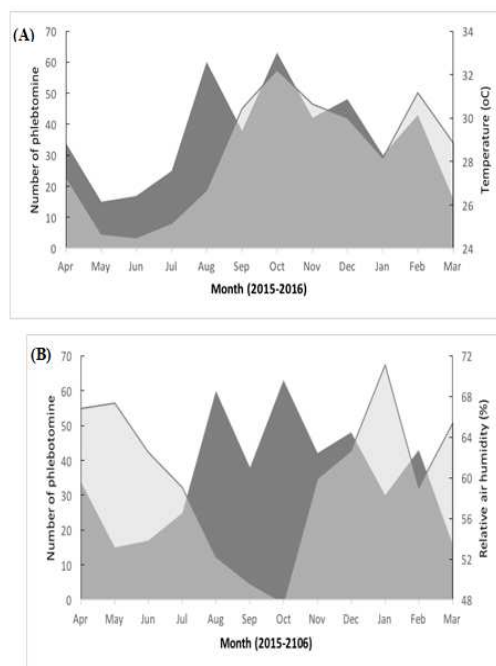 (A)
Number of phlebtomine
70
60
50
40
30
20
10
0
34
32
30
28
26
24
Temperature (oC)
Apr May Jun Jul Aug Sep Oct Nov Dec Jan Feb Mar
Month (2015-2016)
(B)
Number of phlebotomine
70
60
50
40
30
20
10
0
72
68
64
60
56
52
48
Relative air humidity (%)
Apr May Jun Jul Aug Sep Oct Nov Dec Jan Feb Mar
Month (2015-2106)